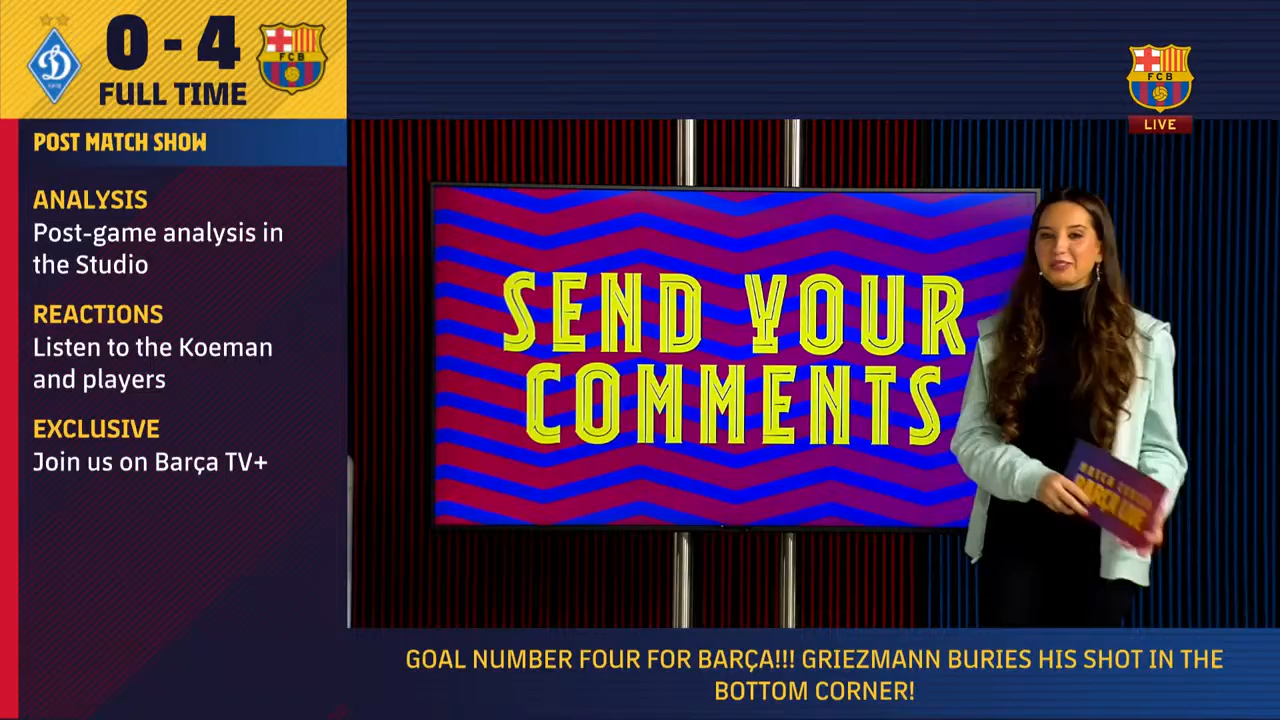 0 - 4
FULL TIME
FCB
FCB
LIVE
POST MATCH SHOW
ANALYSIS
Post-game analysis in
the Studio
REACTIONS
Listen to the Koeman
and players
EXCLUSIVE
Join us on Barça TV+
SEND YOUR
COMMENTS
GOAL NUMBER FOUR FOR BARÇA!!! GRIEZMANN BURIES HIS SHOT IN THE
BOTTOM CORNER!